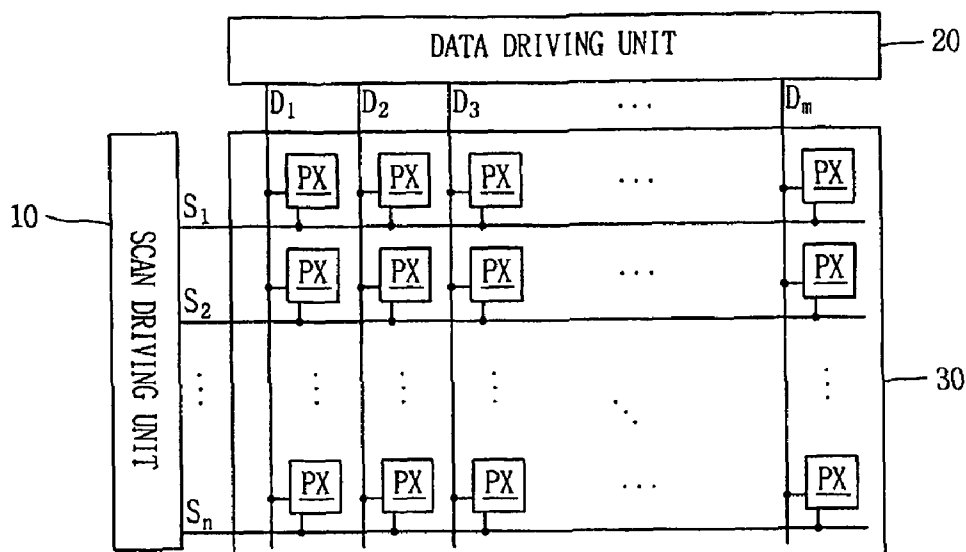 DATA DRIVING UNIT
20
D1 D2 D3 ... Dm
10
SCAN DRIVING UNIT
PX PX PX ... PX
S1
PX PX PX ... PX
S2
30
PX PX PX ... PX
Sn